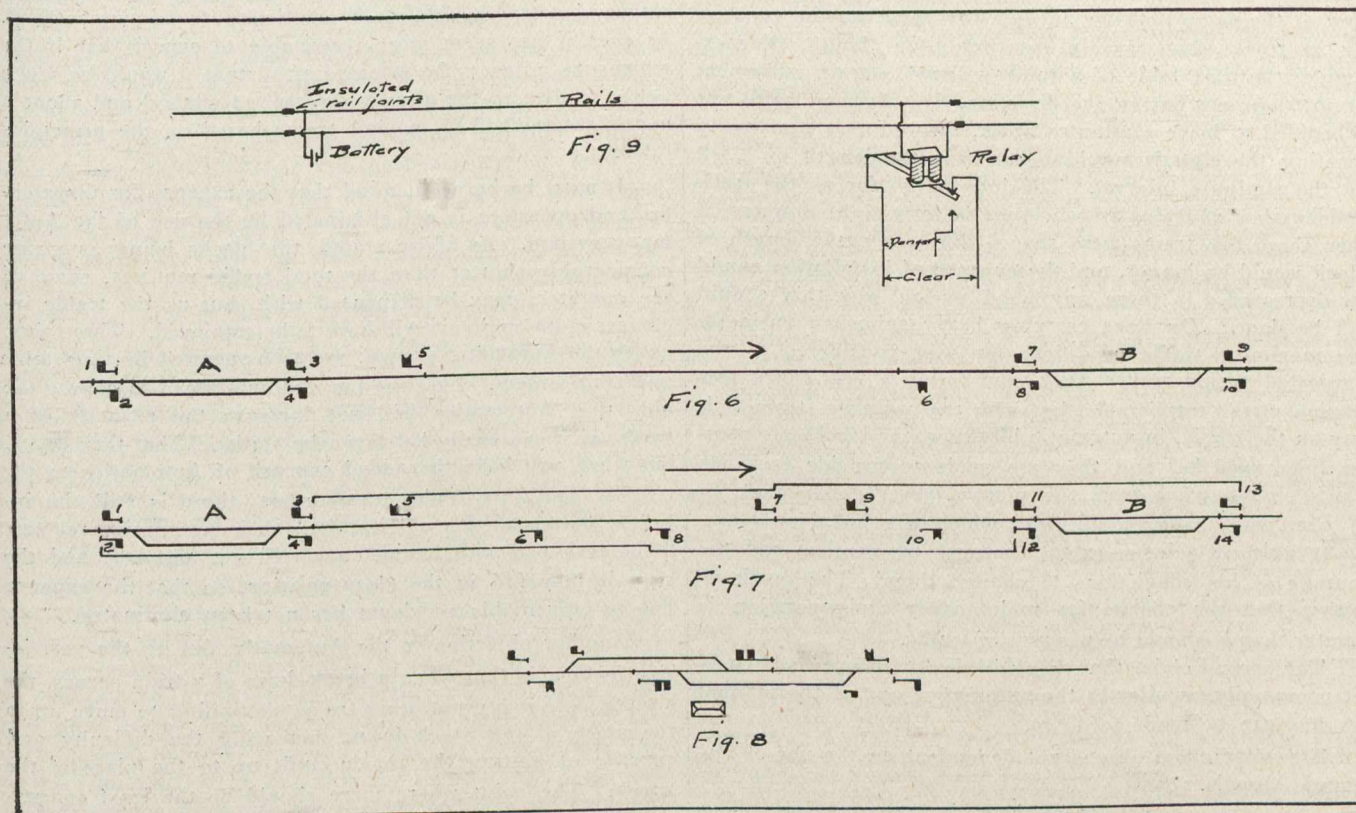 Insulated
rail joints
Rails
Battery
Fig. 9
Relay
Danger
Clear
1 A 3 5 7 B 9
2 4 6 8 10
Fig. 6
1 A 3 5 7 9 11 B 13
2 4 6 8 10 12 14
Fig. 7
Fig. 8